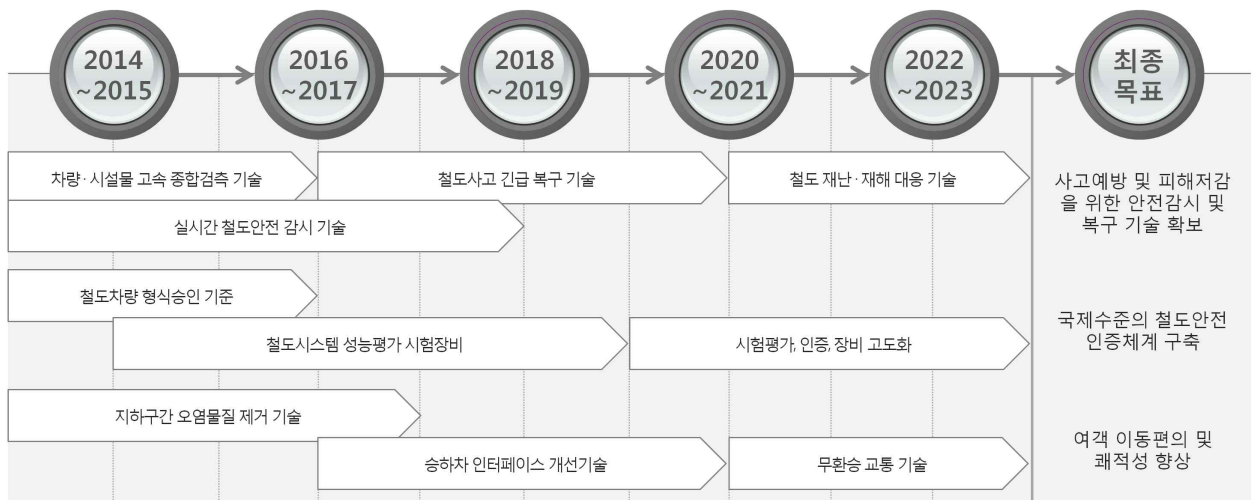 2014
~2015
2016
~2017
2018
~2019
2020
~2021
2022
~2023
최종
목표
차량·시설물 고속 종합검측 기술
철도사고 긴급 복구 기술
철도 재난·재해 대응 기술
실시간 철도안전 감시 기술
사고예방 및 피해저감
을 위한 안전감시 및
복구 기술 확보
철도차량 형식승인 기준
철도시스템 성능평가 시험장비
시험평가, 인증, 장비 고도화
국제수준의 철도안전
인증체계 구축
지하구간 오염물질 제거 기술
승하차 인터페이스 개선기술
무환승 교통 기술
여객 이동편의 및
쾌적성 향상